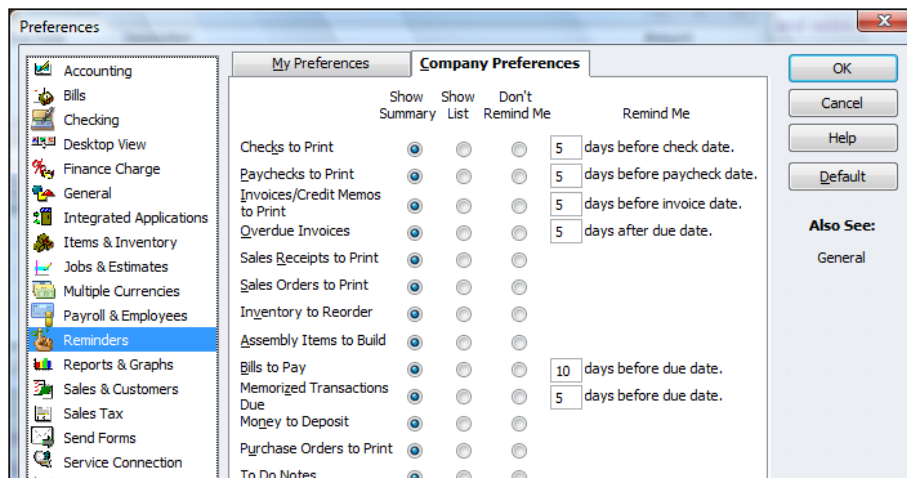 Preferences
Accounting
Bills
Checking
Desktop View
Finance Charge
General
Integrated Applications
Items & Inventory
Jobs & Estimates
Multiple Currencies
Payroll & Employees
Reminders
Reports & Graphs
Sales & Customers
Sales Tax
Send Forms
Service Connection
My Preferences
Company Preferences
Show Summary
Show List
Don't Remind Me
Remind Me
Checks to Print 5 days before check date.
Paychecks to Print 5 days before paycheck date.
Invoices/Credit Memos
to Print 5 days before invoice date.
Overdue Invoices 5 days after due date.
Sales Receipts to Print
Sales Orders to Print
Inventory to Reorder
Assembly Items to Build
Bills to Pay 10 days before due date.
Memorized Transactions
Due 5 days before due date.
Money to Deposit
Purchase Orders to Print
To Do Notes
OK
Cancel
Help
Default
Also See:
General